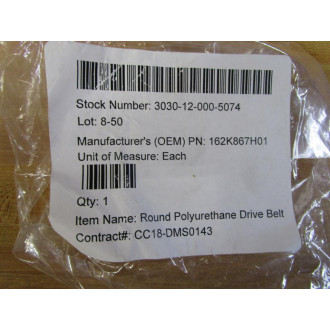 Stock Number: 3030-12-000-5074
Lot: 8-50
Manufacturer's (OEM) PN: 162K867H01
Unit of Measure: Each
Qty: 1
Item Name: Round Polyurethane Drive Belt
Contract#: CC18-DMS0143